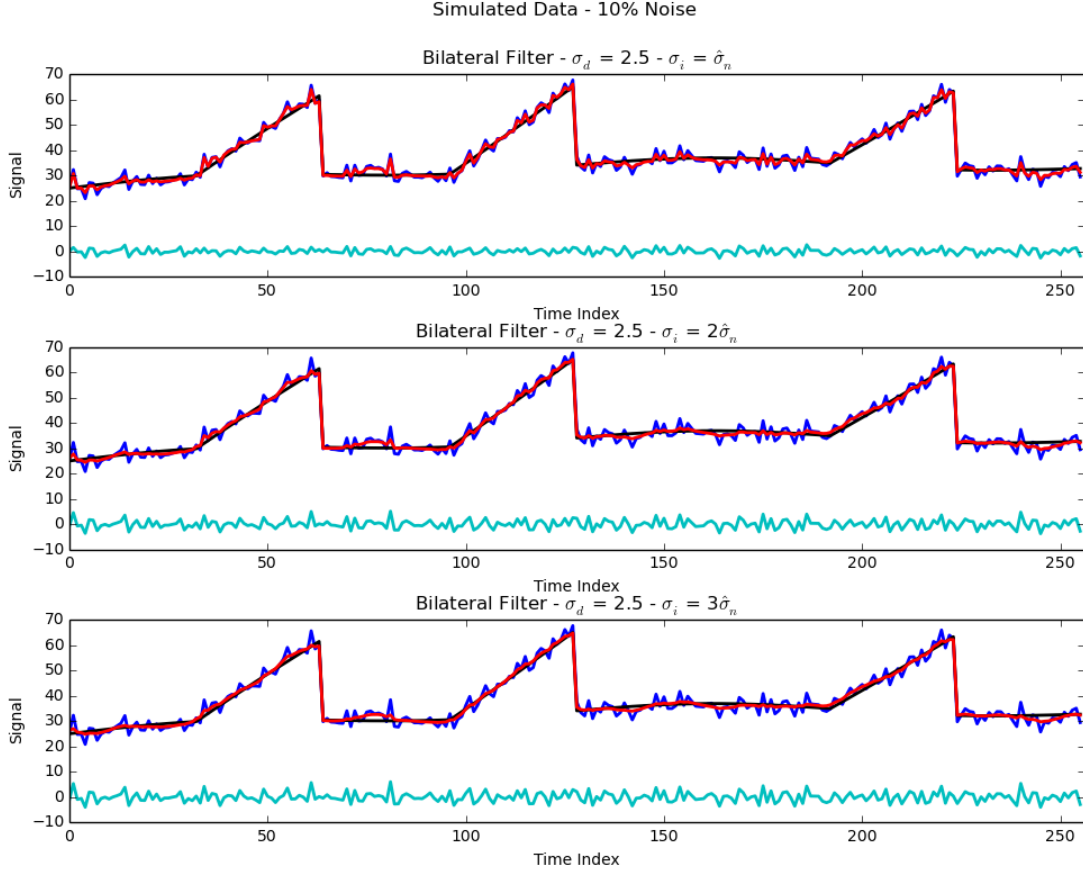 Simulated Data - 10% Noise
Bilateral Filter - σ_d = 2.5 - σ_i = σ̂_n
70
60
50
40
30
20
10
0
−10
Signal
0 50 100 150 200 250
Time Index
Bilateral Filter - σ_d = 2.5 - σ_i = 2σ̂_n
70
60
50
40
30
20
10
0
−10
Signal
0 50 100 150 200 250
Time Index
Bilateral Filter - σ_d = 2.5 - σ_i = 3σ̂_n
70
60
50
40
30
20
10
0
−10
Signal
0 50 100 150 200 250
Time Index